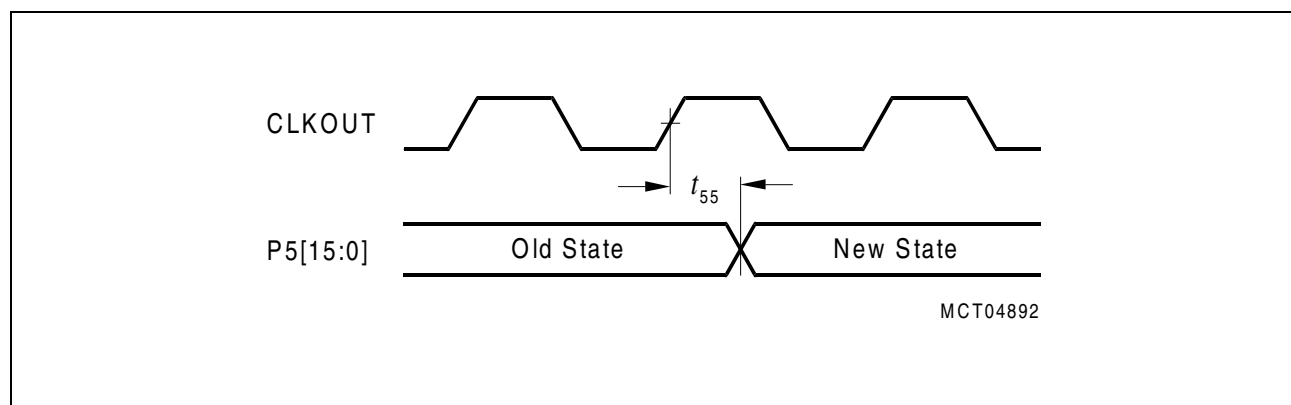 CLKOUT
t55
P5[15:0] Old State New State
MCT04892